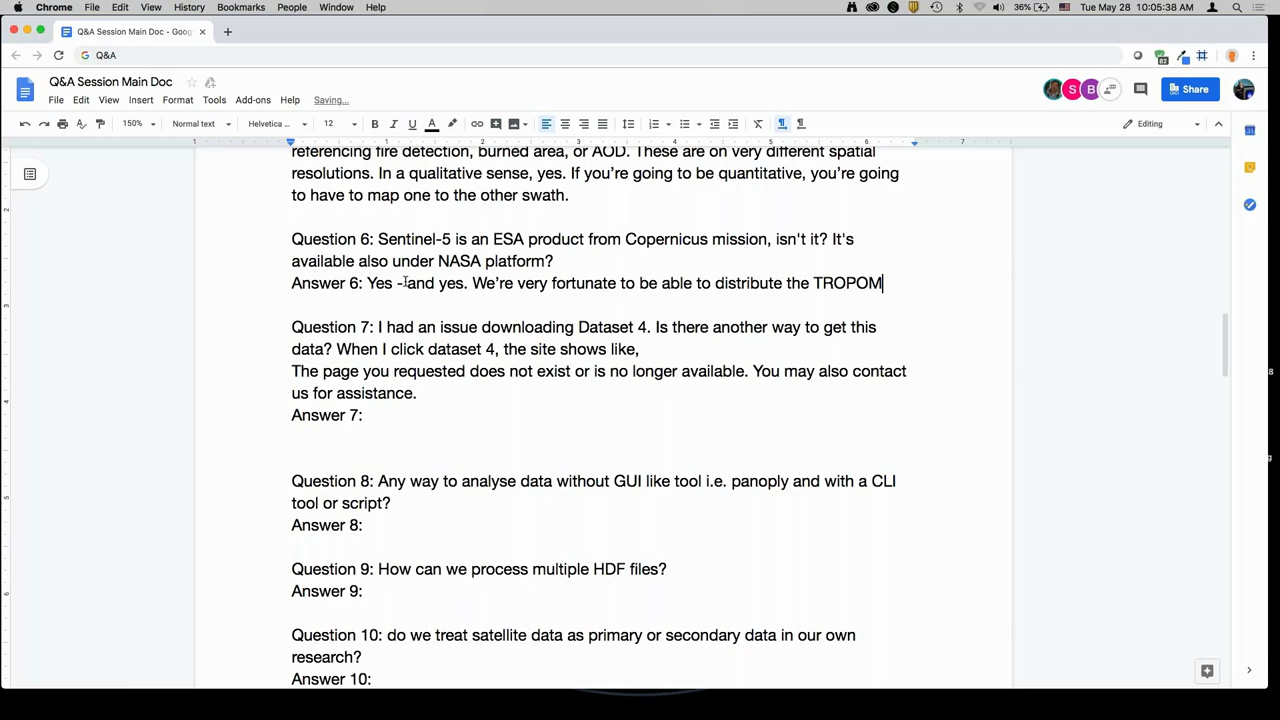 Chrome File Edit View History Bookmarks People Window Help 36% Tue May 28 10:05:38 AM
Q&A Session Main Doc - Goog
Q&A
82
Q&A Session Main Doc
File Edit View Insert Format Tools Add-ons Help Saving...
S B Share
150% Normal text Helvetica ... 12 B I U A Editing
1 1 2 3 4 5 6 7
referencing fire detection, burned area, or AOD. These are on very different spatial
resolutions. In a qualitative sense, yes. If you're going to be quantitative, you're going
to have to map one to the other swath.
Question 6: Sentinel-5 is an ESA product from Copernicus mission, isn't it? It's
available also under NASA platform?
Answer 6: Yes - and yes. We're very fortunate to be able to distribute the TROPOM
Question 7: I had an issue downloading Dataset 4. Is there another way to get this
data? When I click dataset 4, the site shows like,
The page you requested does not exist or is no longer available. You may also contact
us for assistance.
Answer 7:
Question 8: Any way to analyse data without GUI like tool i.e. panoply and with a CLI
tool or script?
Answer 8:
Question 9: How can we process multiple HDF files?
Answer 9:
Question 10: do we treat satellite data as primary or secondary data in our own
research?
Answer 10: